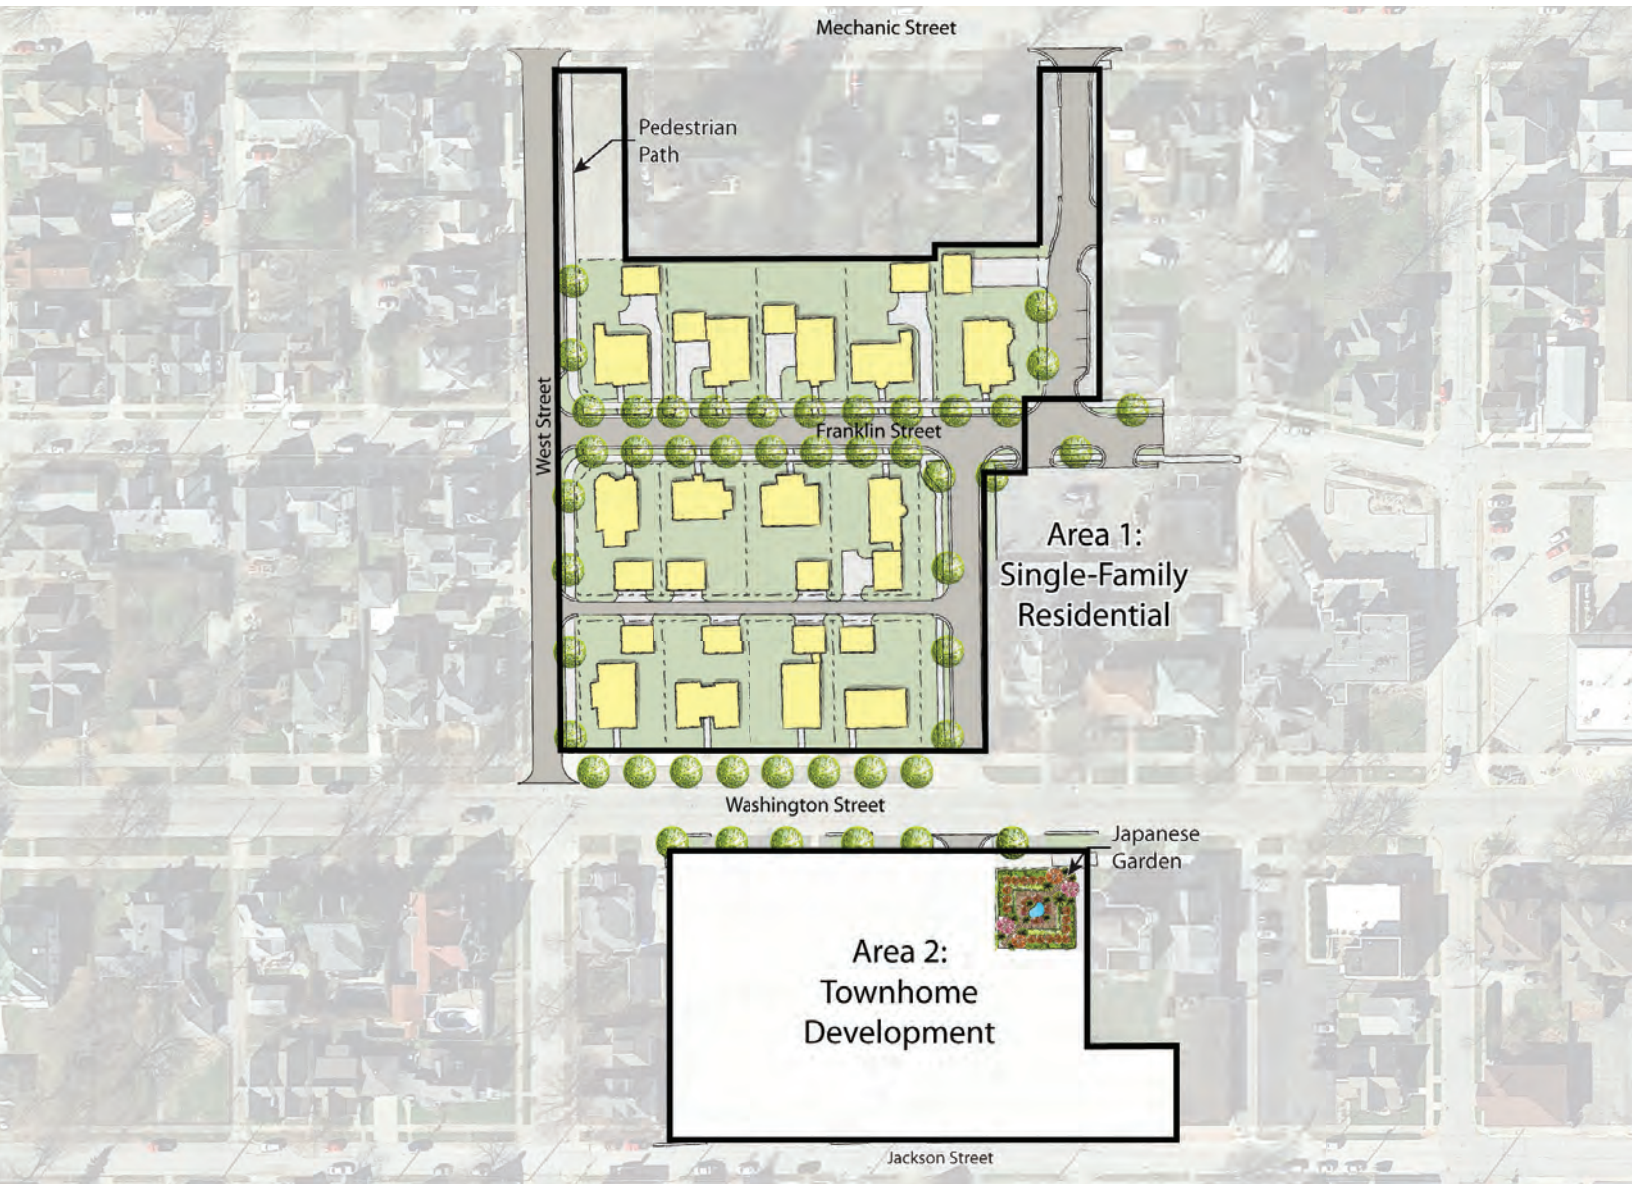 Mechanic Street
Pedestrian
Path
West Street
Franklin Street
Area 1:
Single-Family
Residential
Washington Street
Japanese
Garden
Area 2:
Townhome
Development
Jackson Street